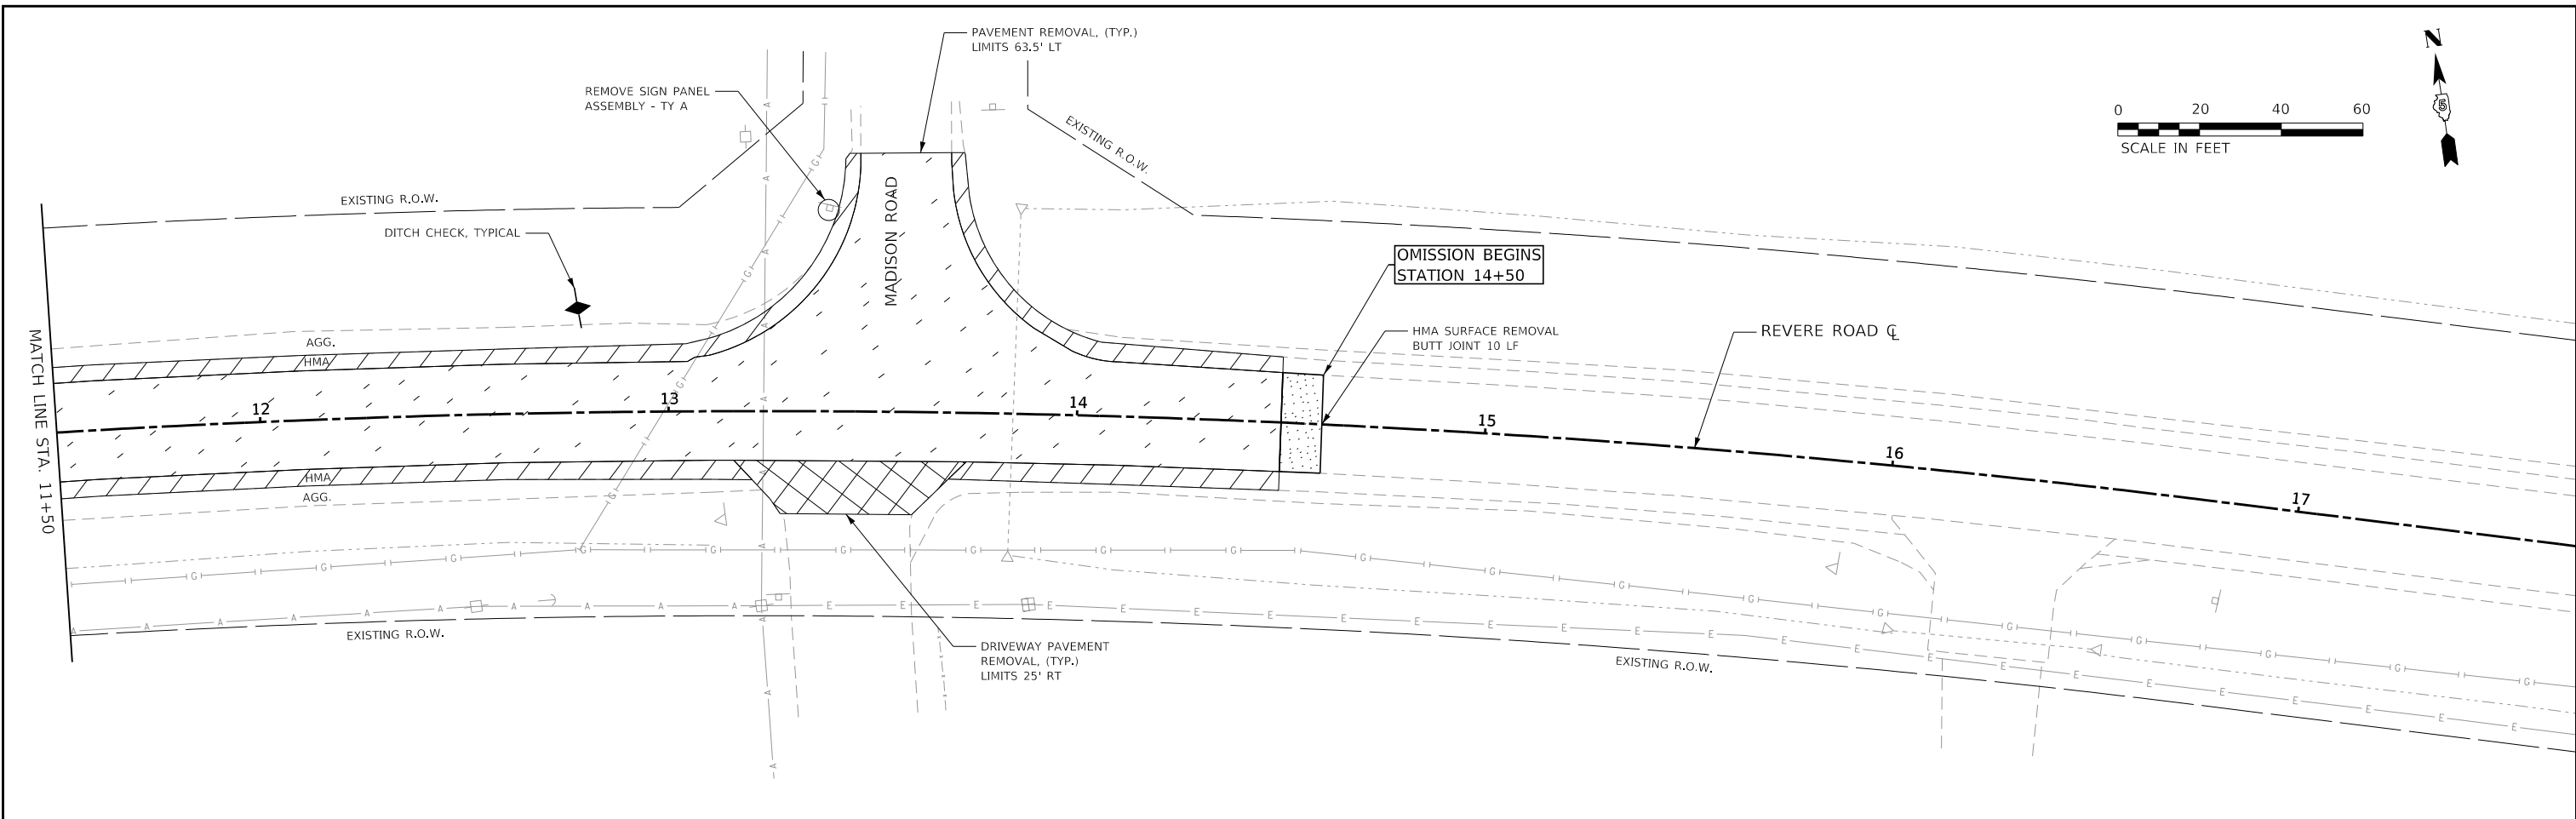 PAVEMENT REMOVAL, (TYP.)
LIMITS 63.5' LT
N
5
REMOVE SIGN PANEL
ASSEMBLY - TY A
0 20 40 60
SCALE IN FEET
EXISTING R.O.W.
EXISTING R.O.W.
MADISON ROAD
DITCH CHECK, TYPICAL
OMISSION BEGINS
STATION 14+50
HMA SURFACE REMOVAL
BUTT JOINT 10 LF
REVERE ROAD ℄
AGG.
HMA
MATCH LINE STA. 11+50
12 13 14 15 16 17
HMA
AGG.
G G G G
G G G G G G G G G G G G G G G G G G G
A A A A A A A A
A A A A A A A A A A
E E E E E E E E E E E E E E E E E E E E E E E E
EXISTING R.O.W.
DRIVEWAY PAVEMENT
REMOVAL, (TYP.)
LIMITS 25' RT
EXISTING R.O.W.